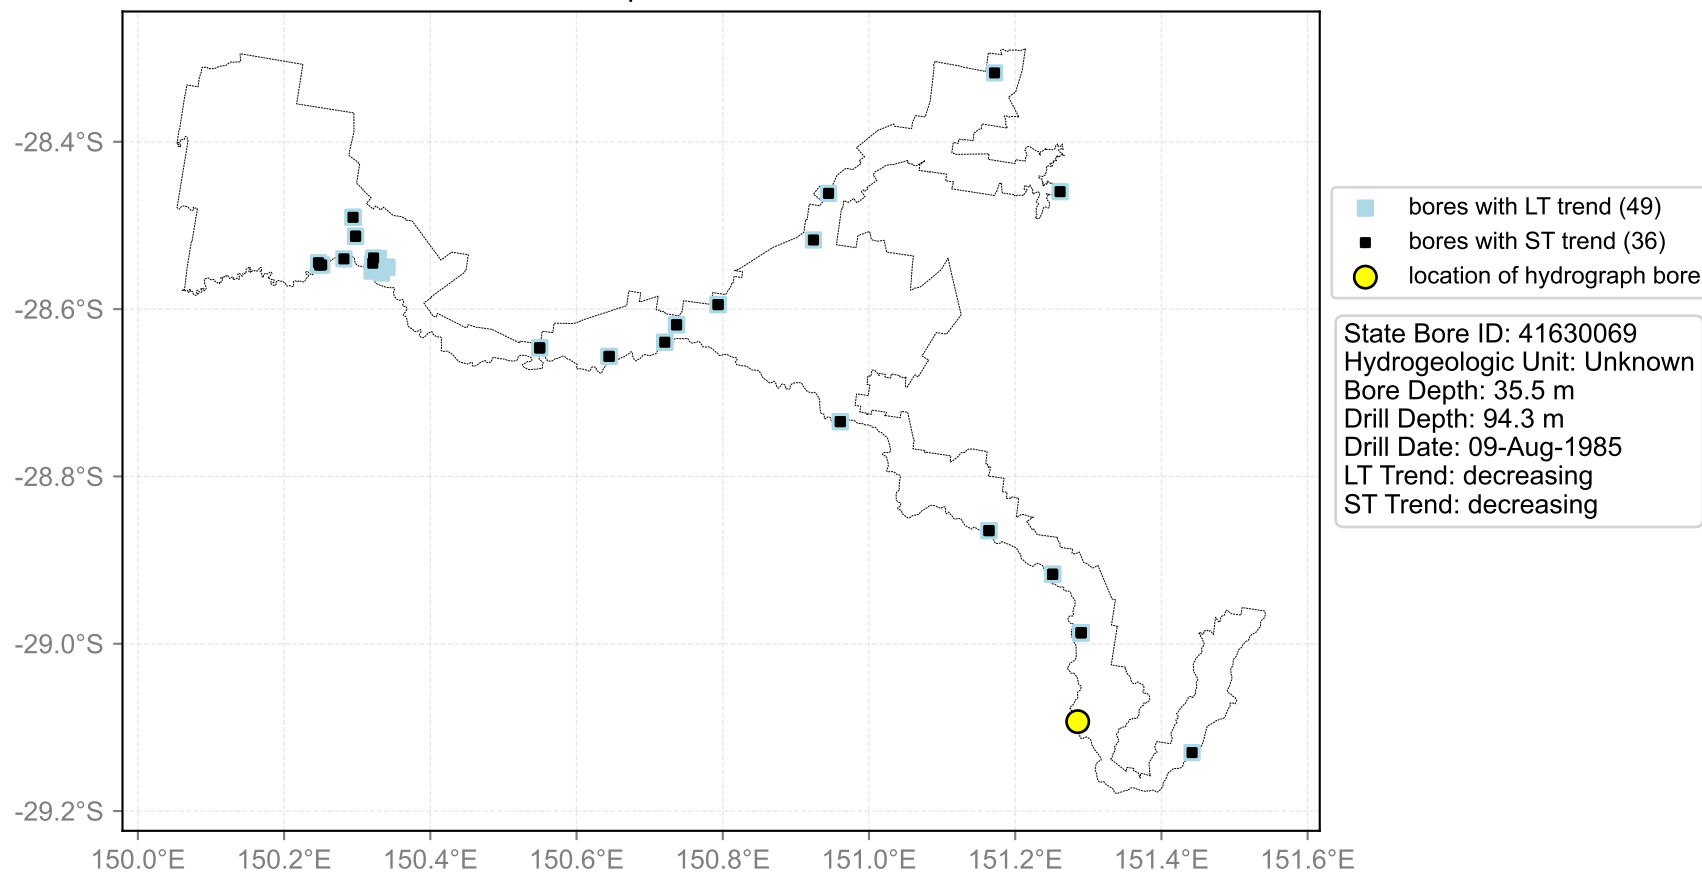 -28.4°S
-28.6°S
-28.8°S
-29.0°S
-29.2°S
150.0°E 150.2°E 150.4°E 150.6°E 150.8°E 151.0°E 151.2°E 151.4°E 151.6°E
bores with LT trend (49)
bores with ST trend (36)
location of hydrograph bore
State Bore ID: 41630069
Hydrogeologic Unit: Unknown
Bore Depth: 35.5 m
Drill Depth: 94.3 m
Drill Date: 09-Aug-1985
LT Trend: decreasing
ST Trend: decreasing